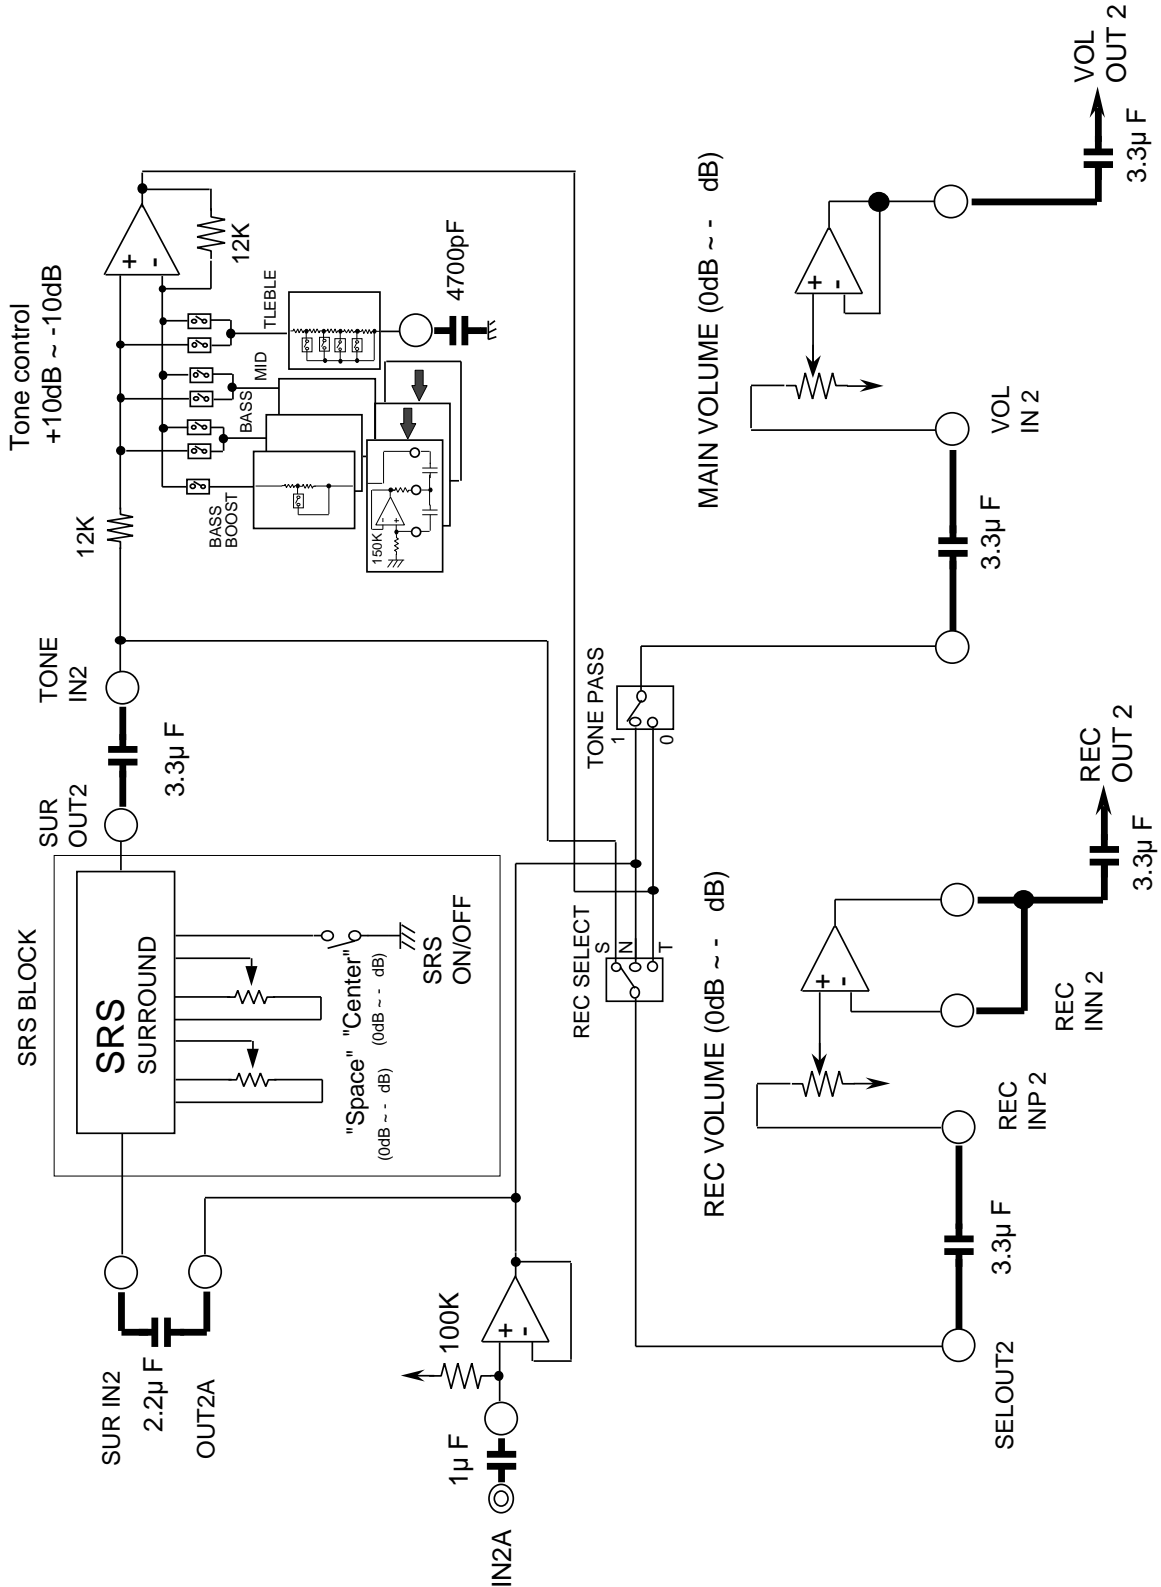 Tone control
+10dB ~ -10dB
12K
+
-
12K
TLEBLE
MID
BASS
BASS
BOOST
4700pF
150K
-
+
SRS BLOCK
SRS
SURROUND
"Space"
(0dB ~ - dB)
"Center"
(0dB ~ - dB)
SRS
ON/OFF
SUR
OUT2
3.3μ F
TONE
IN2
SUR IN2
2.2μ F
OUT2A
IN2A
1μ F
100K
+
-
REC SELECT
S
N
T
TONE PASS
1
0
REC VOLUME (0dB ~ - dB)
SELOUT2
3.3μ F
REC
INP 2
+
-
REC
INN 2
3.3μ F
REC
OUT 2
MAIN VOLUME (0dB ~ - dB)
3.3μ F
VOL
IN 2
+
-
3.3μ F
VOL
OUT 2